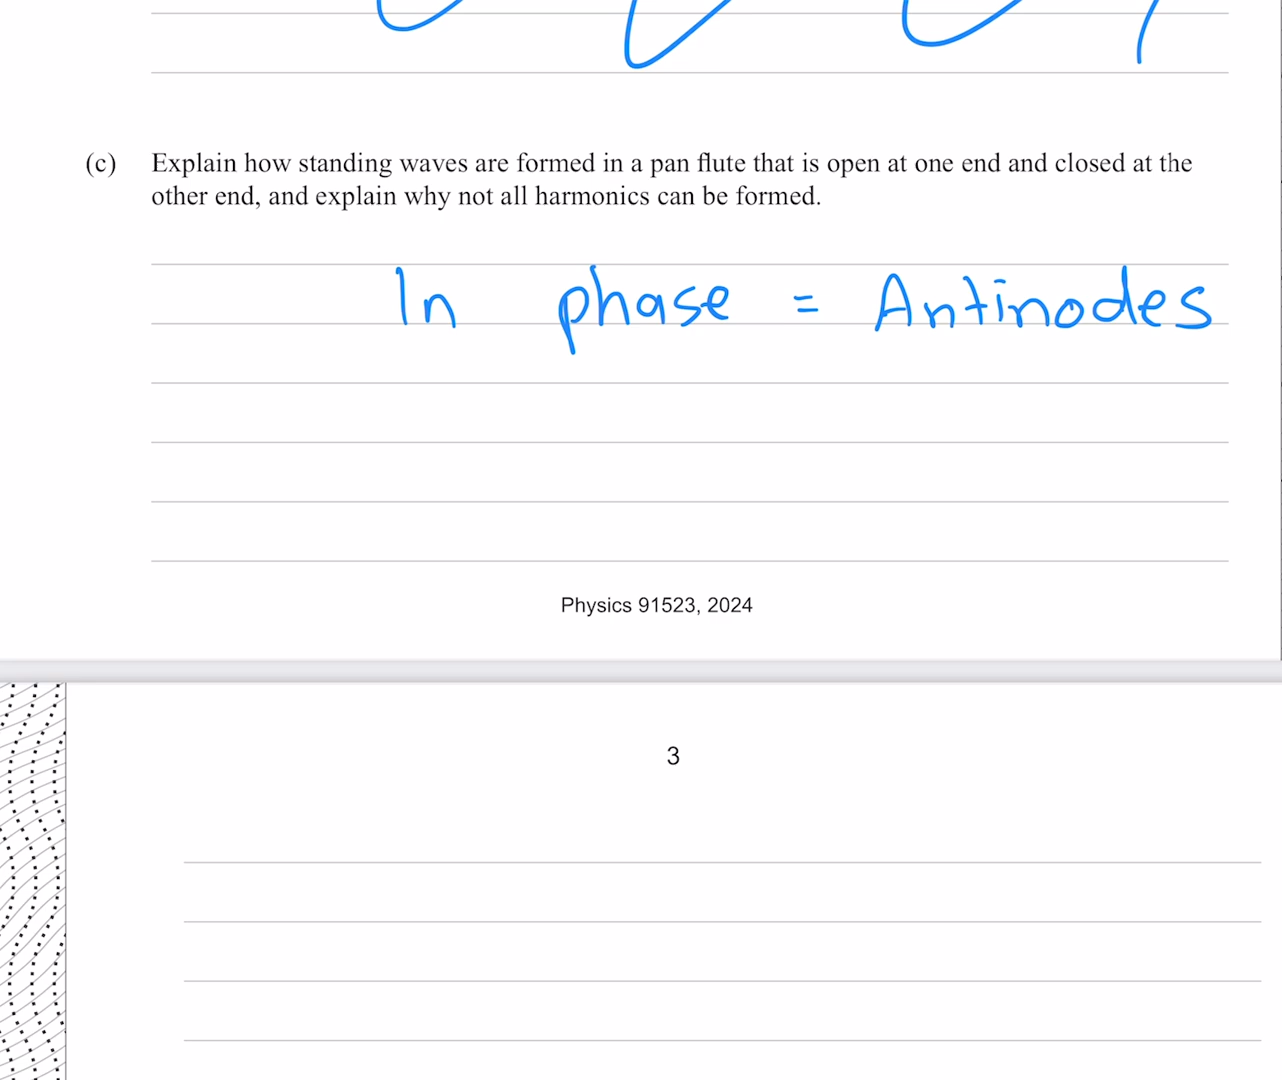 (c) Explain how standing waves are formed in a pan flute that is open at one end and closed at the
other end, and explain why not all harmonics can be formed.
In phase = Antinodes
Physics 91523, 2024
3